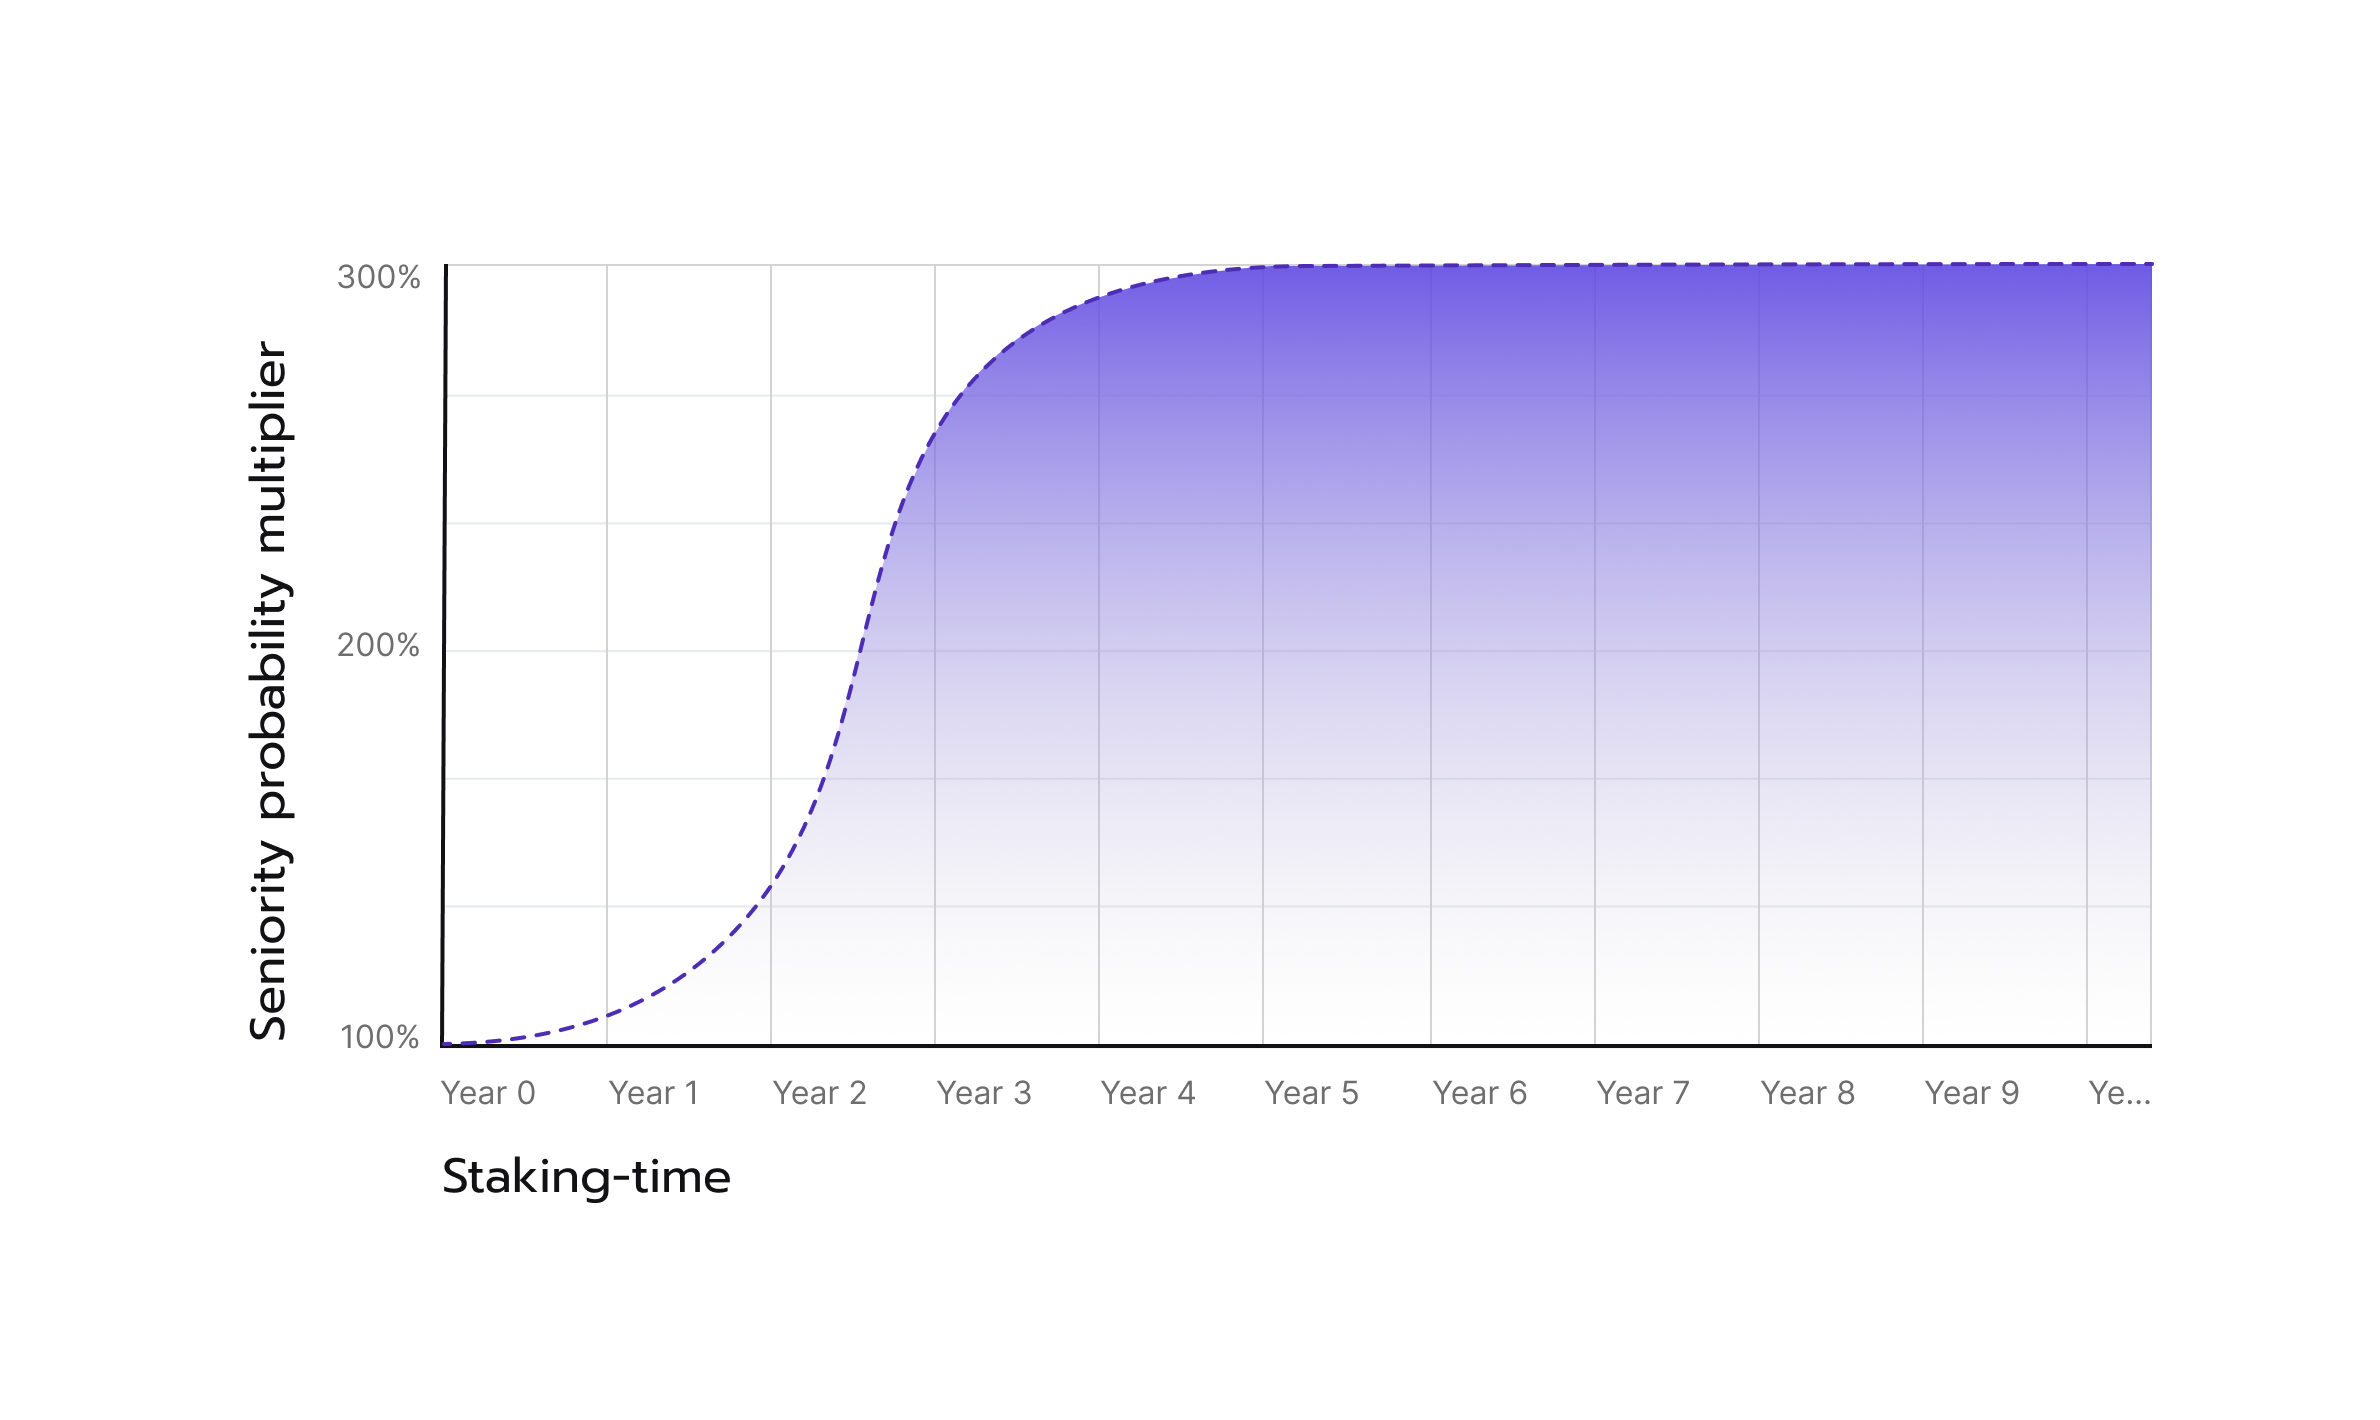 Seniority probability multiplier
300%
200%
100%
Year 0 Year 1 Year 2 Year 3 Year 4 Year 5 Year 6 Year 7 Year 8 Year 9 Ye...
Staking-time